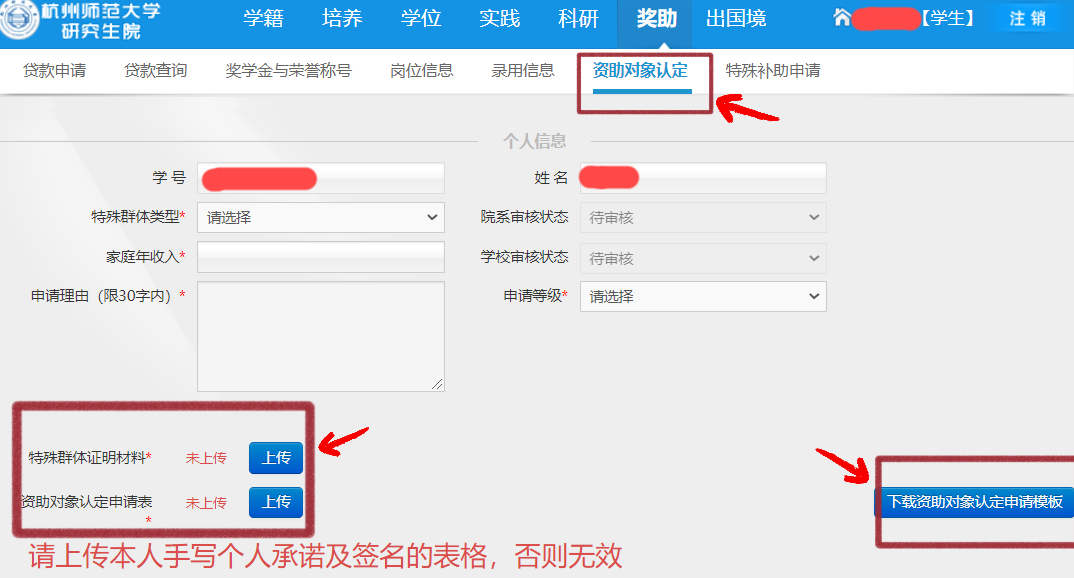 杭州师范大学
研究生院
学籍 培养 学位 实践 科研 奖助 出国境 【学生】 注 销
贷款申请 贷款查询 奖学金与荣誉称号 岗位信息 录用信息 资助对象认定 特殊补助申请
个人信息
学 号 姓 名
特殊群体类型* 请选择 院系审核状态 待审核
家庭年收入* 学校审核状态 待审核
申请理由（限30字内）* 申请等级* 请选择
特殊群体证明材料* 未上传 上传
资助对象认定申请表* 未上传 上传 下载资助对象认定申请模板
请上传本人手写个人承诺及签名的表格，否则无效